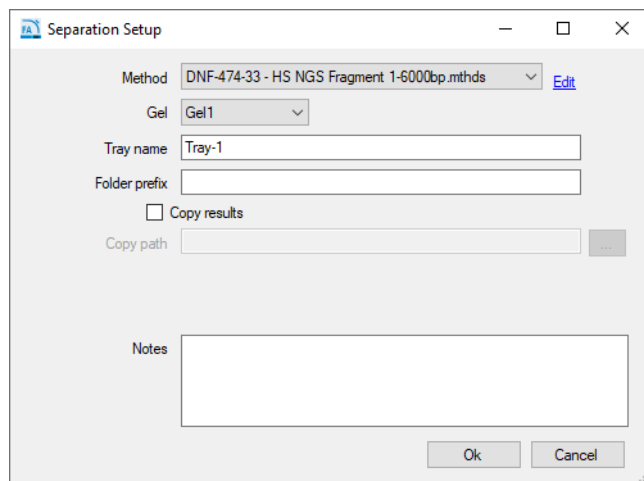 FA Separation Setup
Method DNF-474-33 - HS NGS Fragment 1-6000bp.mthds Edit
Gel Gel1
Tray name Tray-1
Folder prefix
Copy results
Copy path ...
Notes
Ok Cancel